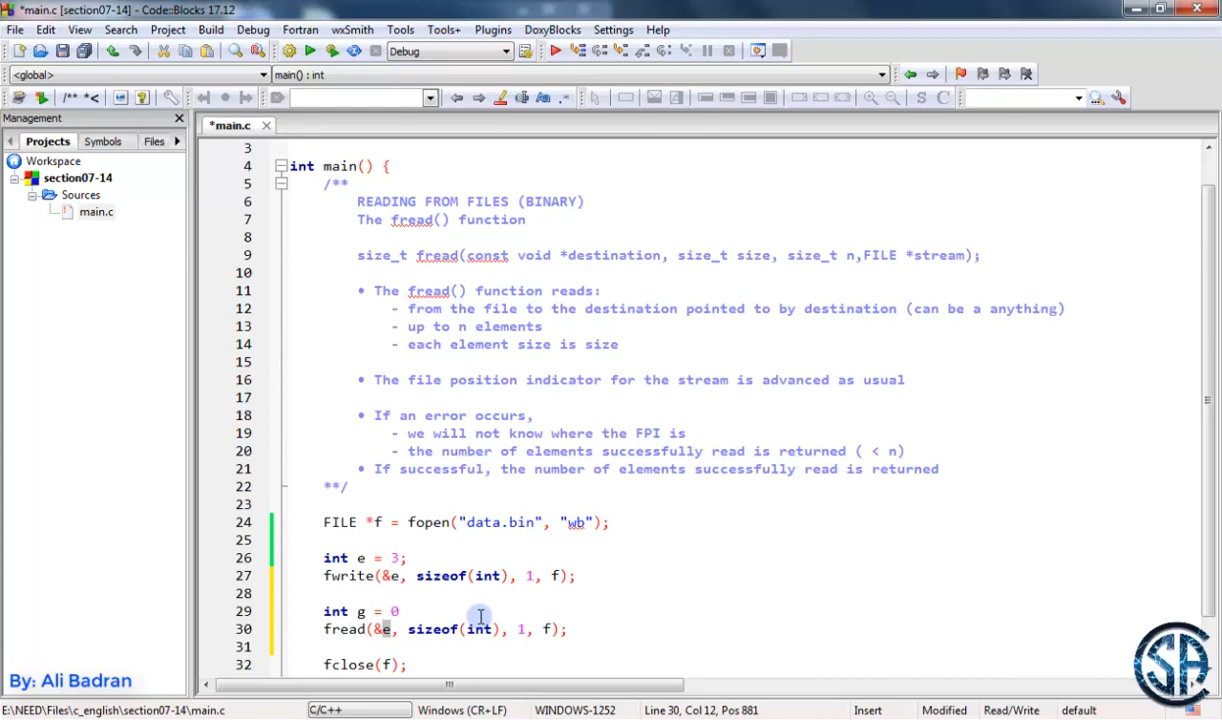 *main.c [section07-14] - Code::Blocks 17.12
File Edit View Search Project Build Debug Fortran wxSmith Tools Tools+ Plugins DoxyBlocks Settings Help
Debug
<global> main() : int
/** *<
S C
Management
Projects Symbols Files
*main.c
Workspace
section07-14
Sources
main.c
3
4 int main() {
5 /**
6 READING FROM FILES (BINARY)
7 The fread() function
8
9 size_t fread(const void *destination, size_t size, size_t n,FILE *stream);
10
11 • The fread() function reads:
12 - from the file to the destination pointed to by destination (can be a anything)
13 - up to n elements
14 - each element size is size
15
16 • The file position indicator for the stream is advanced as usual
17
18 • If an error occurs,
19 - we will not know where the FPI is
20 - the number of elements successfully read is returned ( < n)
21 • If successful, the number of elements successfully read is returned
22 **/
23
24 FILE *f = fopen("data.bin", "wb");
25
26 int e = 3;
27 fwrite(&e, sizeof(int), 1, f);
28
29 int g = 0
30 fread(&e, sizeof(int), 1, f);
31
32 fclose(f);
By: Ali Badran
E:\NEED\Files\c_english\section07-14\main.c C/C++ Windows (CR+LF) WINDOWS-1252 Line 30, Col 12, Pos 881 Insert Modified Read/Write default